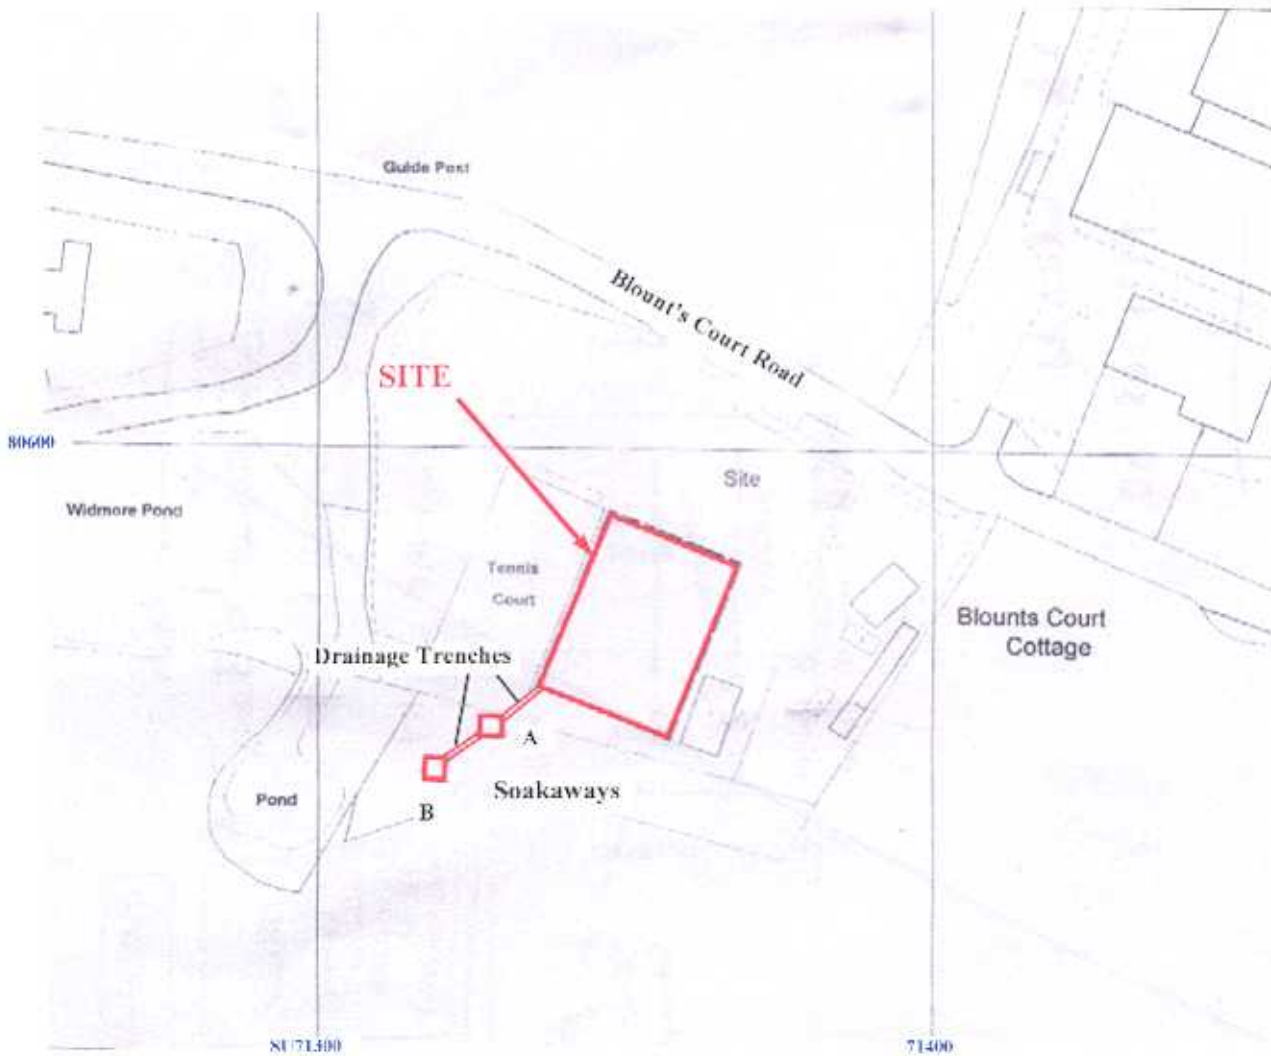 Guide Post
Blount's Court Road
SITE
80600
Site
Widmore Pond
Tennis
Court
Blounts Court
Cottage
Drainage Trenches
A
Soakaways
Pond
B
SU71300
71400